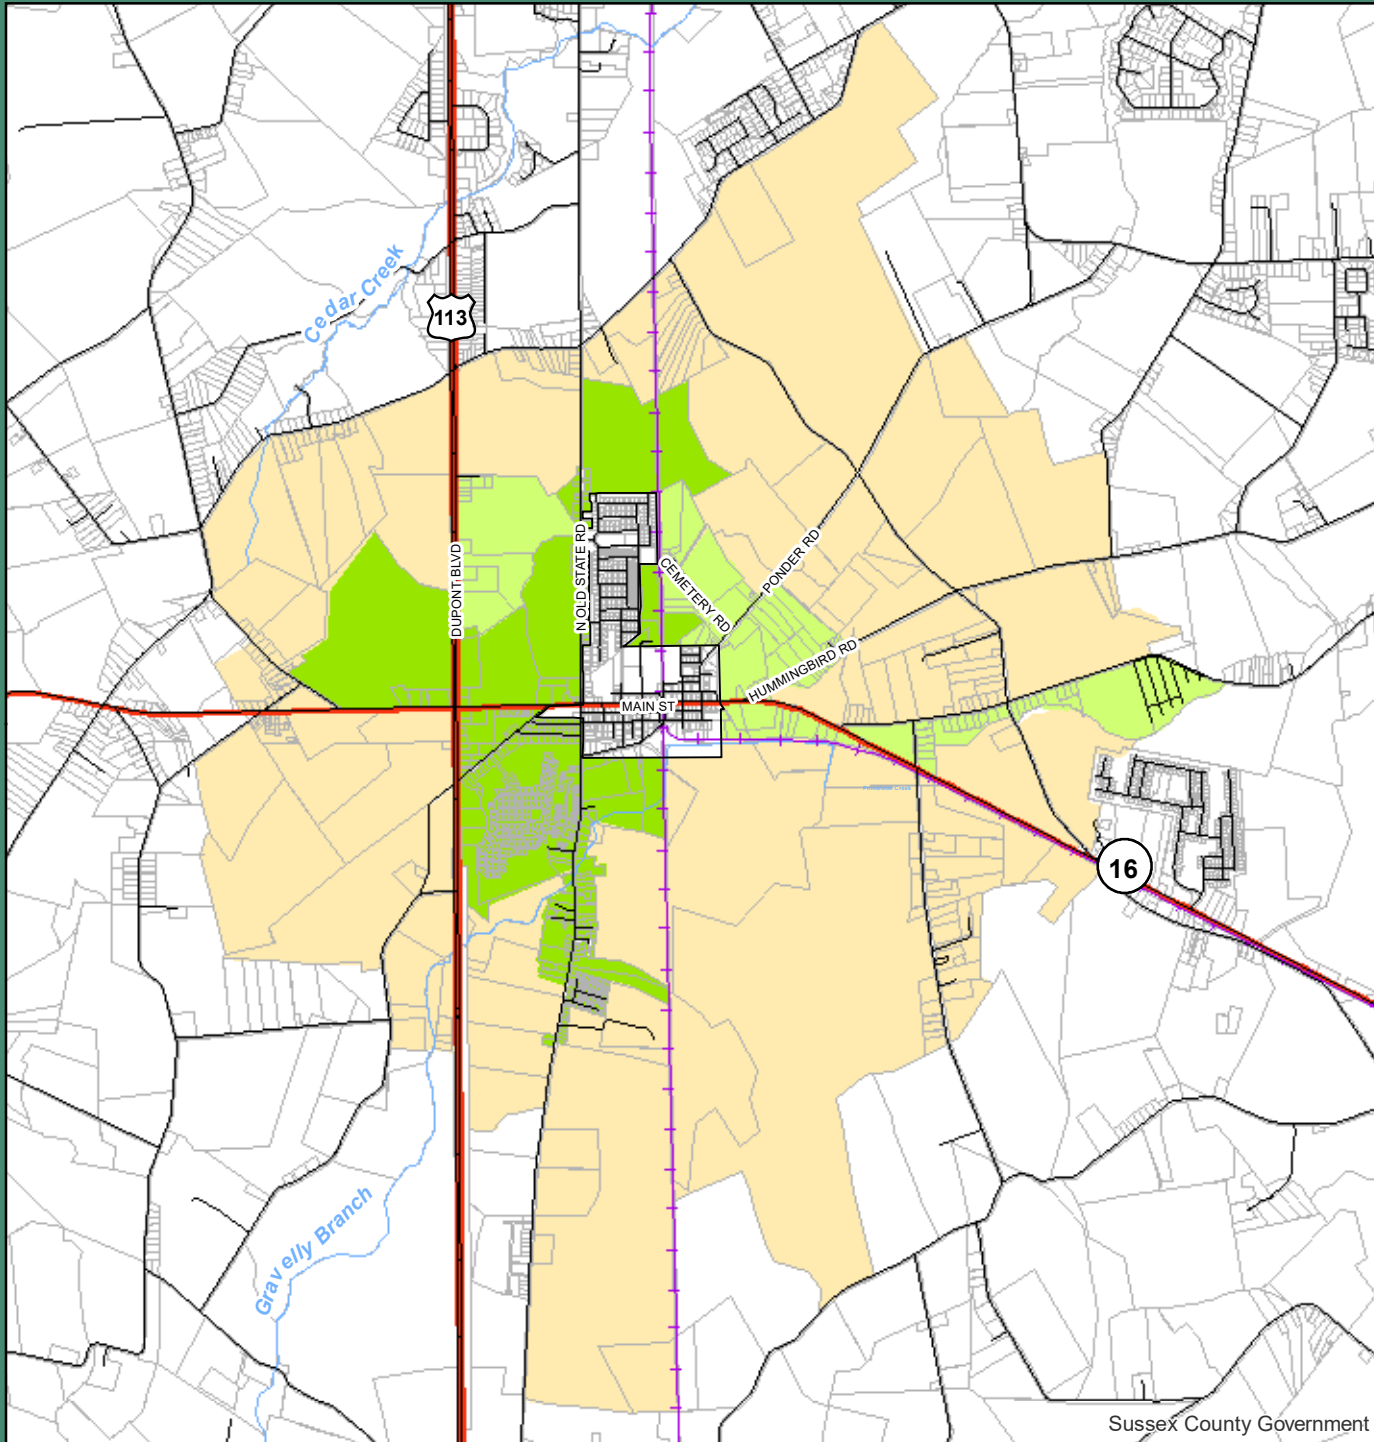 Cedar Creek
113
DUPONT BLVD
N OLD STATE RD
CEMETERY RD
PONDER RD
HUMMINGBIRD RD
MAIN ST
16
Gravelly Branch
Sussex County Government